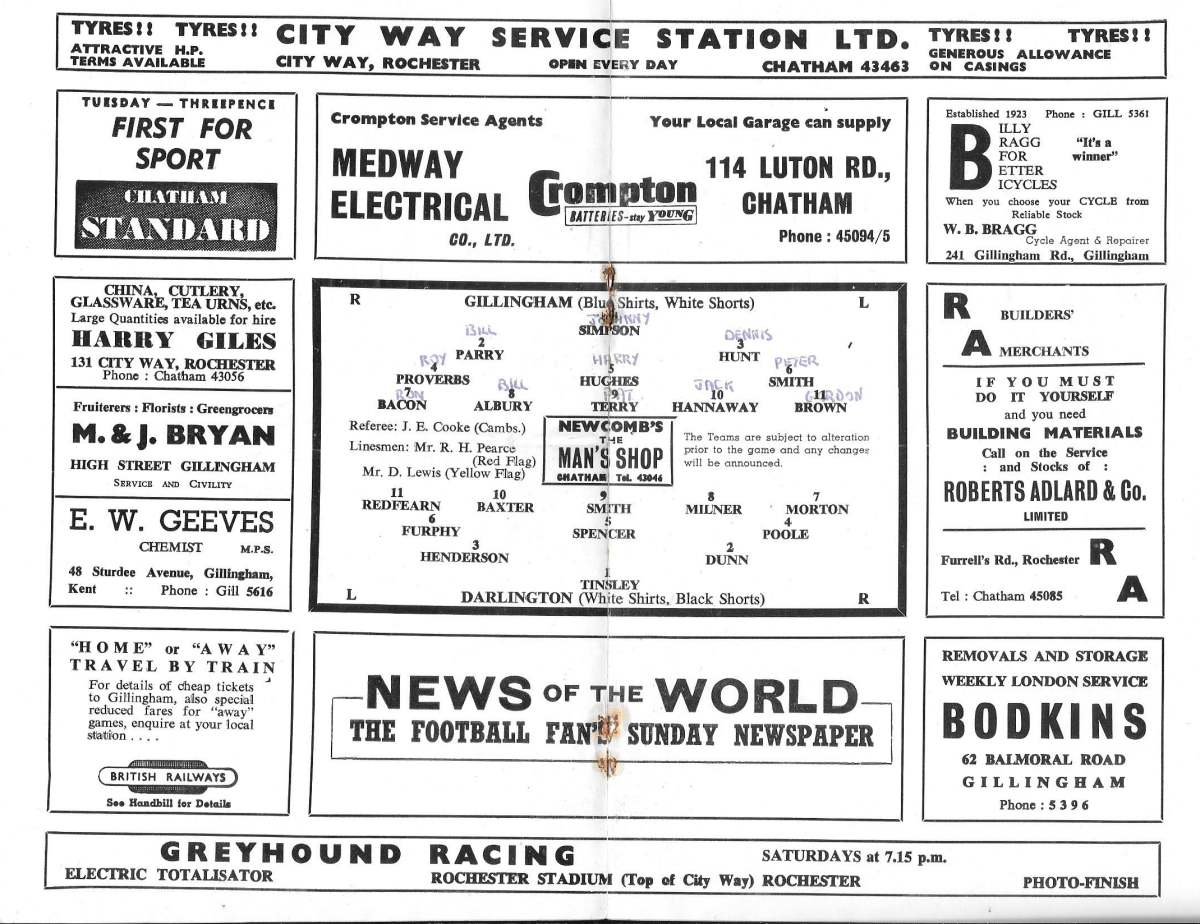 TYRES!! TYRES!! CITY WAY SERVICE STATION LTD. TYRES!! TYRES!!
ATTRACTIVE H.P.
TERMS AVAILABLE
CITY WAY, ROCHESTER OPEN EVERY DAY CHATHAM 43463
GENEROUS ALLOWANCE
ON CASINGS
TUESDAY — THREEPENCE
FIRST FOR
SPORT
CHATHAM
STANDARD
Crompton Service Agents Your Local Garage can supply
MEDWAY
ELECTRICAL
CO., LTD.
Crompton
BATTERIES-stay YOUNG
114 LUTON RD.,
CHATHAM
Phone : 45094/5
Established 1923 Phone : GILL 5361
BILLY
RAGG
FOR
ETTER
ICYCLES
"It's a
winner"
When you choose your CYCLE from
Reliable Stock
W. B. BRAGG
Cycle Agent & Repairer
241 Gillingham Rd., Gillingham
CHINA, CUTLERY,
GLASSWARE, TEA URNS, etc.
Large Quantities available for hire
HARRY GILES
131 CITY WAY, ROCHESTER
Phone : Chatham 43056
Fruiterers : Florists : Greengrocers
M. & J. BRYAN
HIGH STREET GILLINGHAM
SERVICE AND CIVILITY
E. W. GEEVES
CHEMIST M.P.S.
48 Sturdee Avenue, Gillingham,
Kent :: Phone : Gill 5616
R GILLINGHAM (Blue Shirts, White Shorts) L
JOHNNY
SIMPSON
BILL DENNIS
2 3
PARRY HUNT
ROY HARRY PETER
4 5 6
PROVERBS HUGHES SMITH
RON BILL PAT JACK GORDON
7 8 9 10 11
BACON ALBURY TERRY HANNAWAY BROWN
Referee: J. E. Cooke (Cambs.)
Linesmen: Mr. R. H. Pearce
(Red Flag)
Mr. D. Lewis (Yellow Flag)
NEWCOMB'S
THE
MAN'S SHOP
CHATHAM Tel. 43046
The Teams are subject to alteration
prior to the game and any changes
will be announced.
11 10 9 8 7
REDFEARN BAXTER SMITH MILNER MORTON
6 5 4
FURPHY SPENCER POOLE
3 2
HENDERSON DUNN
1
TINSLEY
L DARLINGTON (White Shirts, Black Shorts) R
R BUILDERS'
A MERCHANTS
IF YOU MUST
DO IT YOURSELF
and you need
BUILDING MATERIALS
Call on the Service
: and Stocks of :
ROBERTS ADLARD & Co.
LIMITED
Furrell's Rd., Rochester R
Tel : Chatham 45085 A
"HOME" or "AWAY"
TRAVEL BY TRAIN
For details of cheap tickets
to Gillingham, also special
reduced fares for "away"
games, enquire at your local
station . . . .
BRITISH RAILWAYS
See Handbill for Details
NEWS OF THE WORLD
THE FOOTBALL FAN'S SUNDAY NEWSPAPER
REMOVALS AND STORAGE
WEEKLY LONDON SERVICE
BODKINS
62 BALMORAL ROAD
GILLINGHAM
Phone : 5396
GREYHOUND RACING SATURDAYS at 7.15 p.m.
ELECTRIC TOTALISATOR ROCHESTER STADIUM (Top of City Way) ROCHESTER PHOTO-FINISH